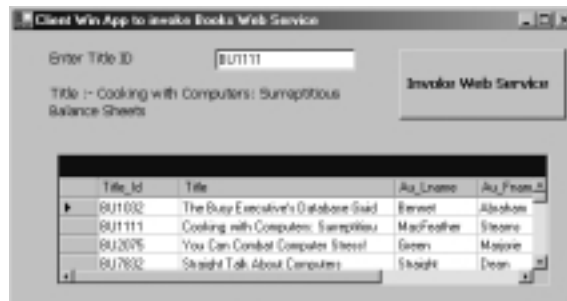 Client Win App to invoke Books Web Service
Enter Title ID
BU1111
Invoke Web Service
Title :- Cooking with Computers: Surreptitious
Balance Sheets
Title_Id Title Au_Lname Au_Fnam
BU1032 The Busy Executive's Database Guid Bennet Abraham
BU1111 Cooking with Computers: Surreptitiou MacFeather Stearns
BU2075 You Can Combat Computer Stress! Green Marjorie
BU7832 Straight Talk About Computers Straight Dean